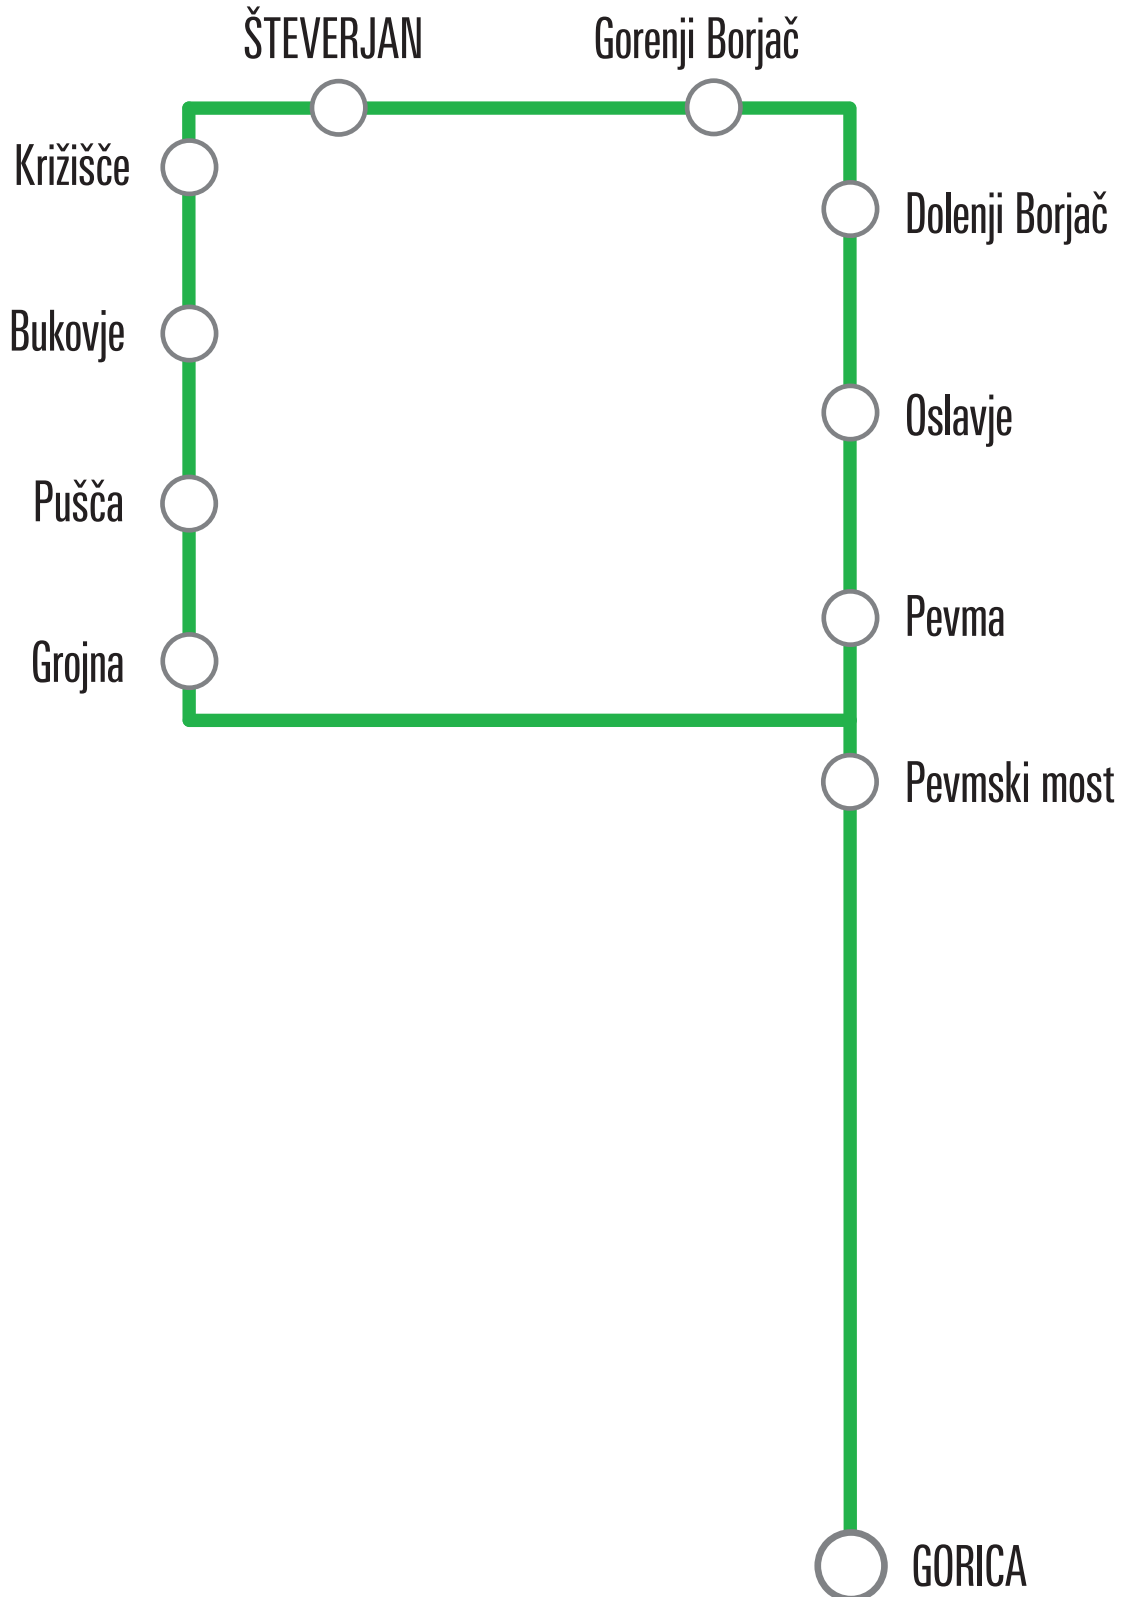 ŠTEVERJAN
Gorenji Borjač
Križišče
Dolenji Borjač
Bukovje
Oslavje
Pušča
Pevma
Grojna
Pevmski most
GORICA